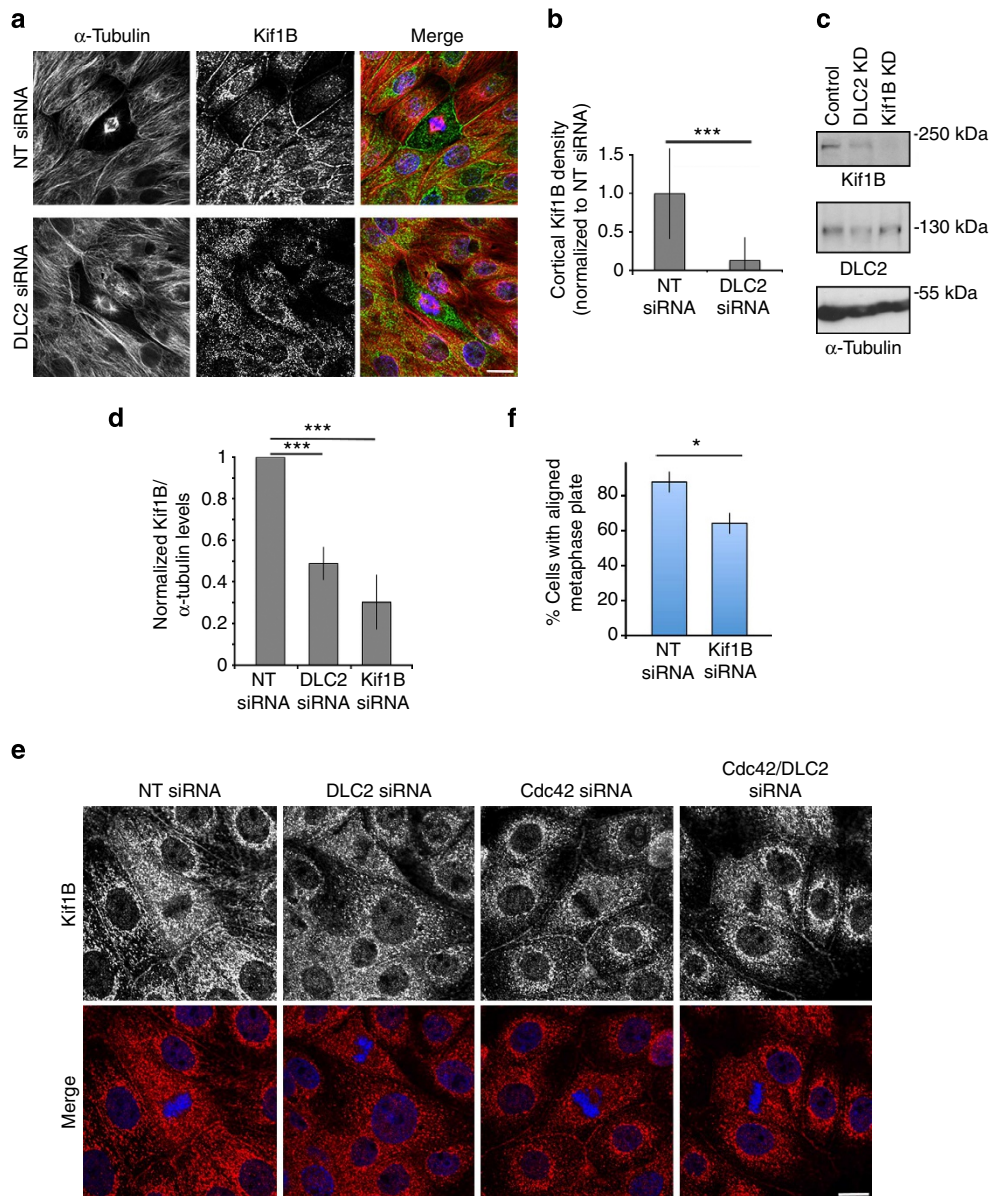 a
α-Tubulin
Kif1B
Merge
NT siRNA
DLC2 siRNA
b
Cortical Kif1B density
(normalized to NT siRNA)
***
1.5
1.0
0.5
0
NT
siRNA
DLC2
siRNA
c
Control
DLC2 KD
Kif1B KD
-250 kDa
Kif1B
-130 kDa
DLC2
-55 kDa
α-Tubulin
d
Normalized Kif1B/
α-tubulin levels
***
***
1
0.8
0.6
0.4
0.2
0
NT
siRNA
DLC2
siRNA
Kif1B
siRNA
f
% Cells with aligned
metaphase plate
*
80
60
40
20
0
NT
siRNA
Kif1B
siRNA
e
NT siRNA
DLC2 siRNA
Cdc42 siRNA
Cdc42/DLC2
siRNA
Kif1B
Merge